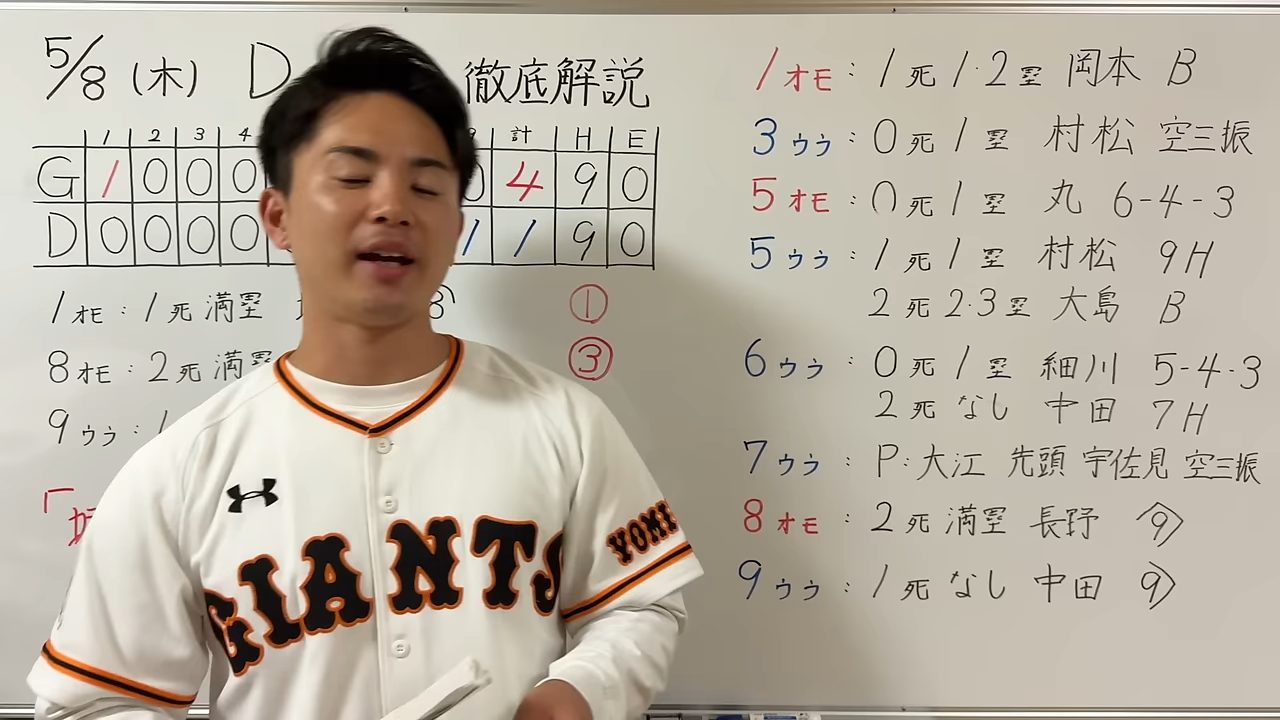 5/8 (木) D 徹底解説
1 2 3 4 計 H E
G 1 0 0 0 4 9 0
D 0 0 0 0 1 1 9 0
1オモ:1死満塁 ①
8オモ:2死満塁 ③
9ウラ:1
「
1オモ:1死1・2塁 岡本 B
3ウラ:0死1塁 村松 空三振
5オモ:0死1塁 丸 6-4-3
5ウラ:1死1塁 村松 9H
2死2・3塁 大島 B
6ウラ:0死1塁 細川 5-4-3
2死なし 中田 7H
7ウラ:P:大江 先頭 宇佐見 空三振
8オモ:2死満塁 長野 9〉
9ウラ:1死なし 中田 9〉
GIANTS
YOMI